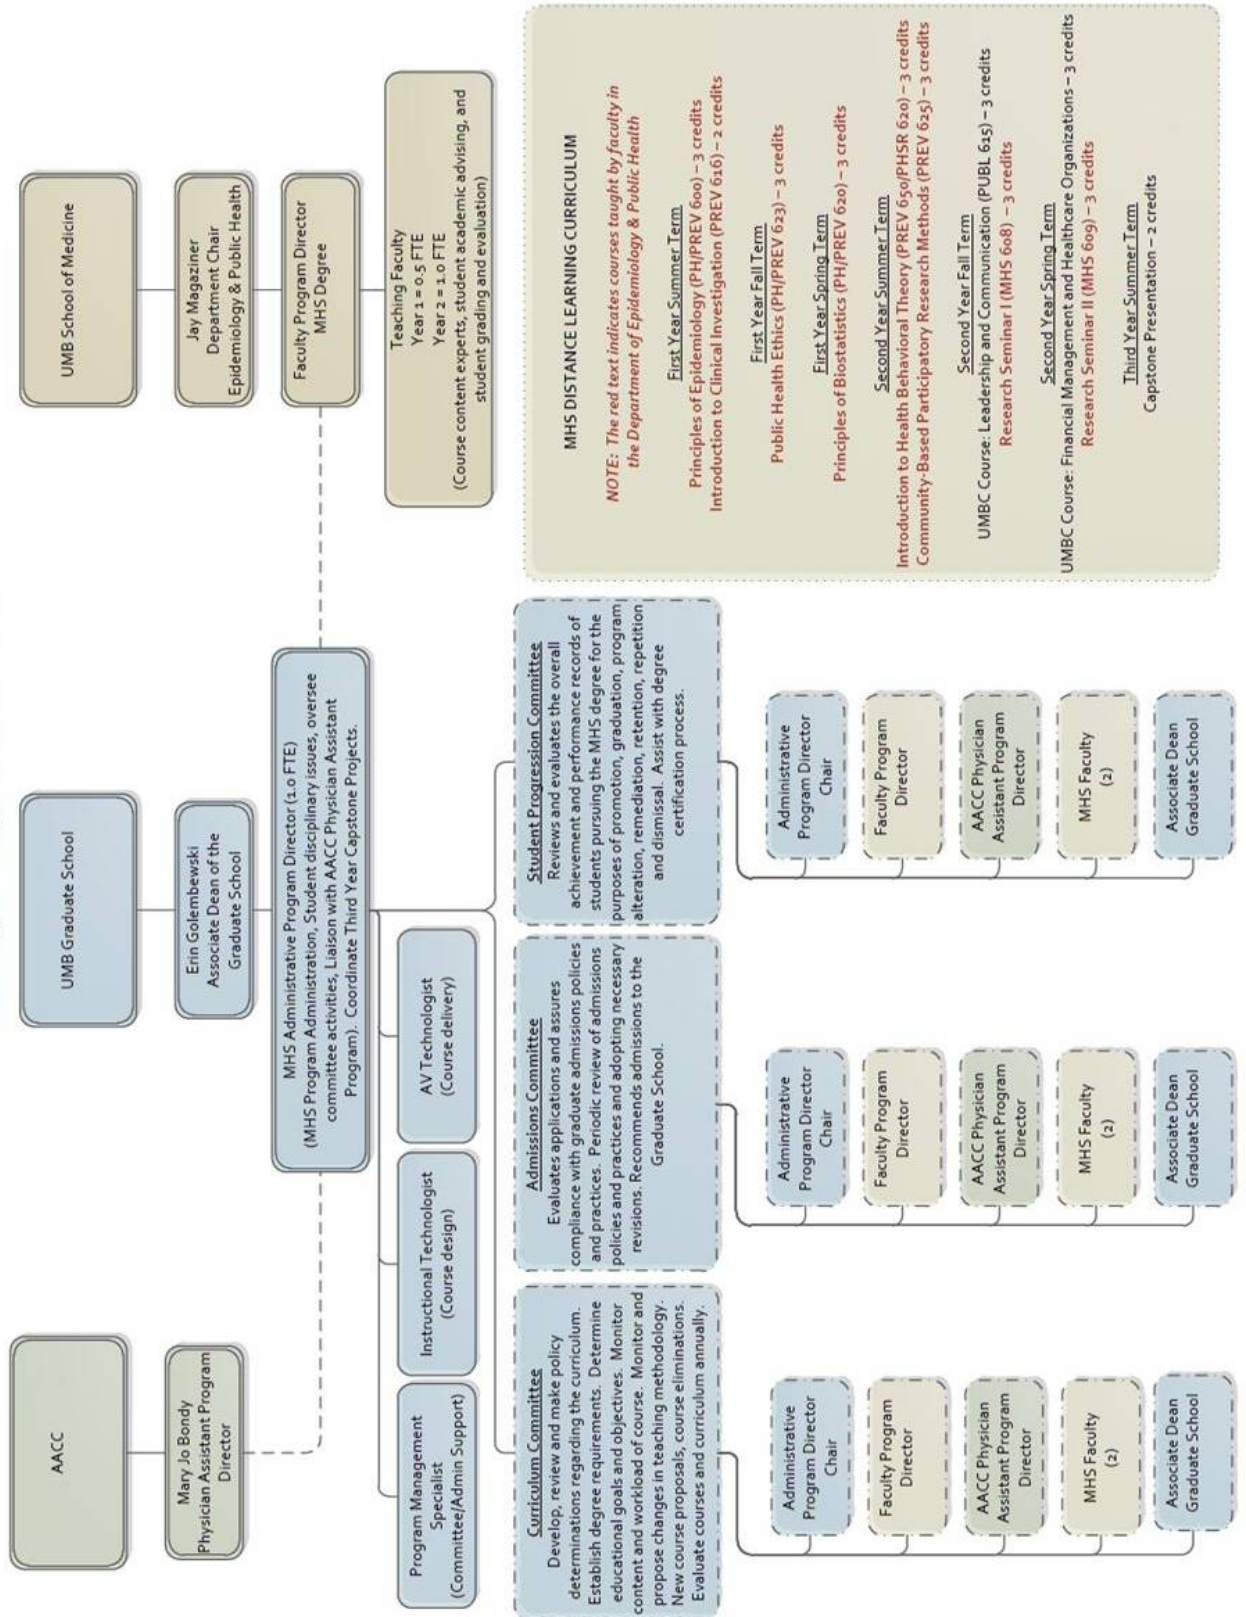 AACC
Mary Jo Bondy
Physician Assistant Program
Director
UMB Graduate School
Erin Golembewski
Associate Dean of the
Graduate School
UMB School of Medicine
Jay Magaziner
Department Chair
Epidemiology & Public Health
Faculty Program Director
MHS Degree
MHS Administrative Program Director (1.0 FTE)
(MHS Program Administration, Student disciplinary issues, oversee
committee activities, Liaison with AACC Physician Assistant
Program). Coordinate Third Year Capstone Projects.
Teaching Faculty
Year 1 = 0.5 FTE
Year 2 = 1.0 FTE
(Course content experts, student academic advising, and
student grading and evaluation)
Program Management
Specialist
(Committee/Admin Support)
Instructional Technologist
(Course design)
AV Technologist
(Course delivery)
Curriculum Committee
Develop, review and make policy
determinations regarding the curriculum.
Establish degree requirements. Determine
educational goals and objectives. Monitor
content and workload of course. Monitor and
propose changes in teaching methodology.
New course proposals, course eliminations.
Evaluate courses and curriculum annually.
Admissions Committee
Evaluates applications and assures
compliance with graduate admissions policies
and practices. Periodic review of admissions
policies and practices and adopting necessary
revisions. Recommends admissions to the
Graduate School.
Student Progression Committee
Reviews and evaluates the overall
achievement and performance records of
students pursuing the MHS degree for the
purposes of promotion, graduation, program
alteration, remediation, retention, repetition
and dismissal. Assist with degree
certification process.
Administrative
Program Director
Chair
Faculty Program
Director
AACC Physician
Assistant Program
Director
MHS Faculty
(2)
Associate Dean
Graduate School
Administrative
Program Director
Chair
Faculty Program
Director
AACC Physician
Assistant Program
Director
MHS Faculty
(2)
Associate Dean
Graduate School
Administrative
Program Director
Chair
Faculty Program
Director
AACC Physician
Assistant Program
Director
MHS Faculty
(2)
Associate Dean
Graduate School
MHS DISTANCE LEARNING CURRICULUM
NOTE: The red text indicates courses taught by faculty in
the Department of Epidemiology & Public Health
First Year Summer Term
Principles of Epidemiology (PH/PREV 600) – 3 credits
Introduction to Clinical Investigation (PREV 616) – 2 credits
First Year Fall Term
Public Health Ethics (PH/PREV 623) – 3 credits
First Year Spring Term
Principles of Biostatistics (PH/PREV 620) – 3 credits
Second Year Summer Term
Introduction to Health Behavioral Theory (PREV 650/PHSR 620) – 3 credits
Community-Based Participatory Research Methods (PREV 625) – 3 credits
Second Year Fall Term
UMBC Course: Leadership and Communication (PUBL 615) – 3 credits
Research Seminar I (MHS 608) – 3 credits
Second Year Spring Term
UMBC Course: Financial Management and Healthcare Organizations – 3 credits
Research Seminar II (MHS 609) – 3 credits
Third Year Summer Term
Capstone Presentation – 2 credits